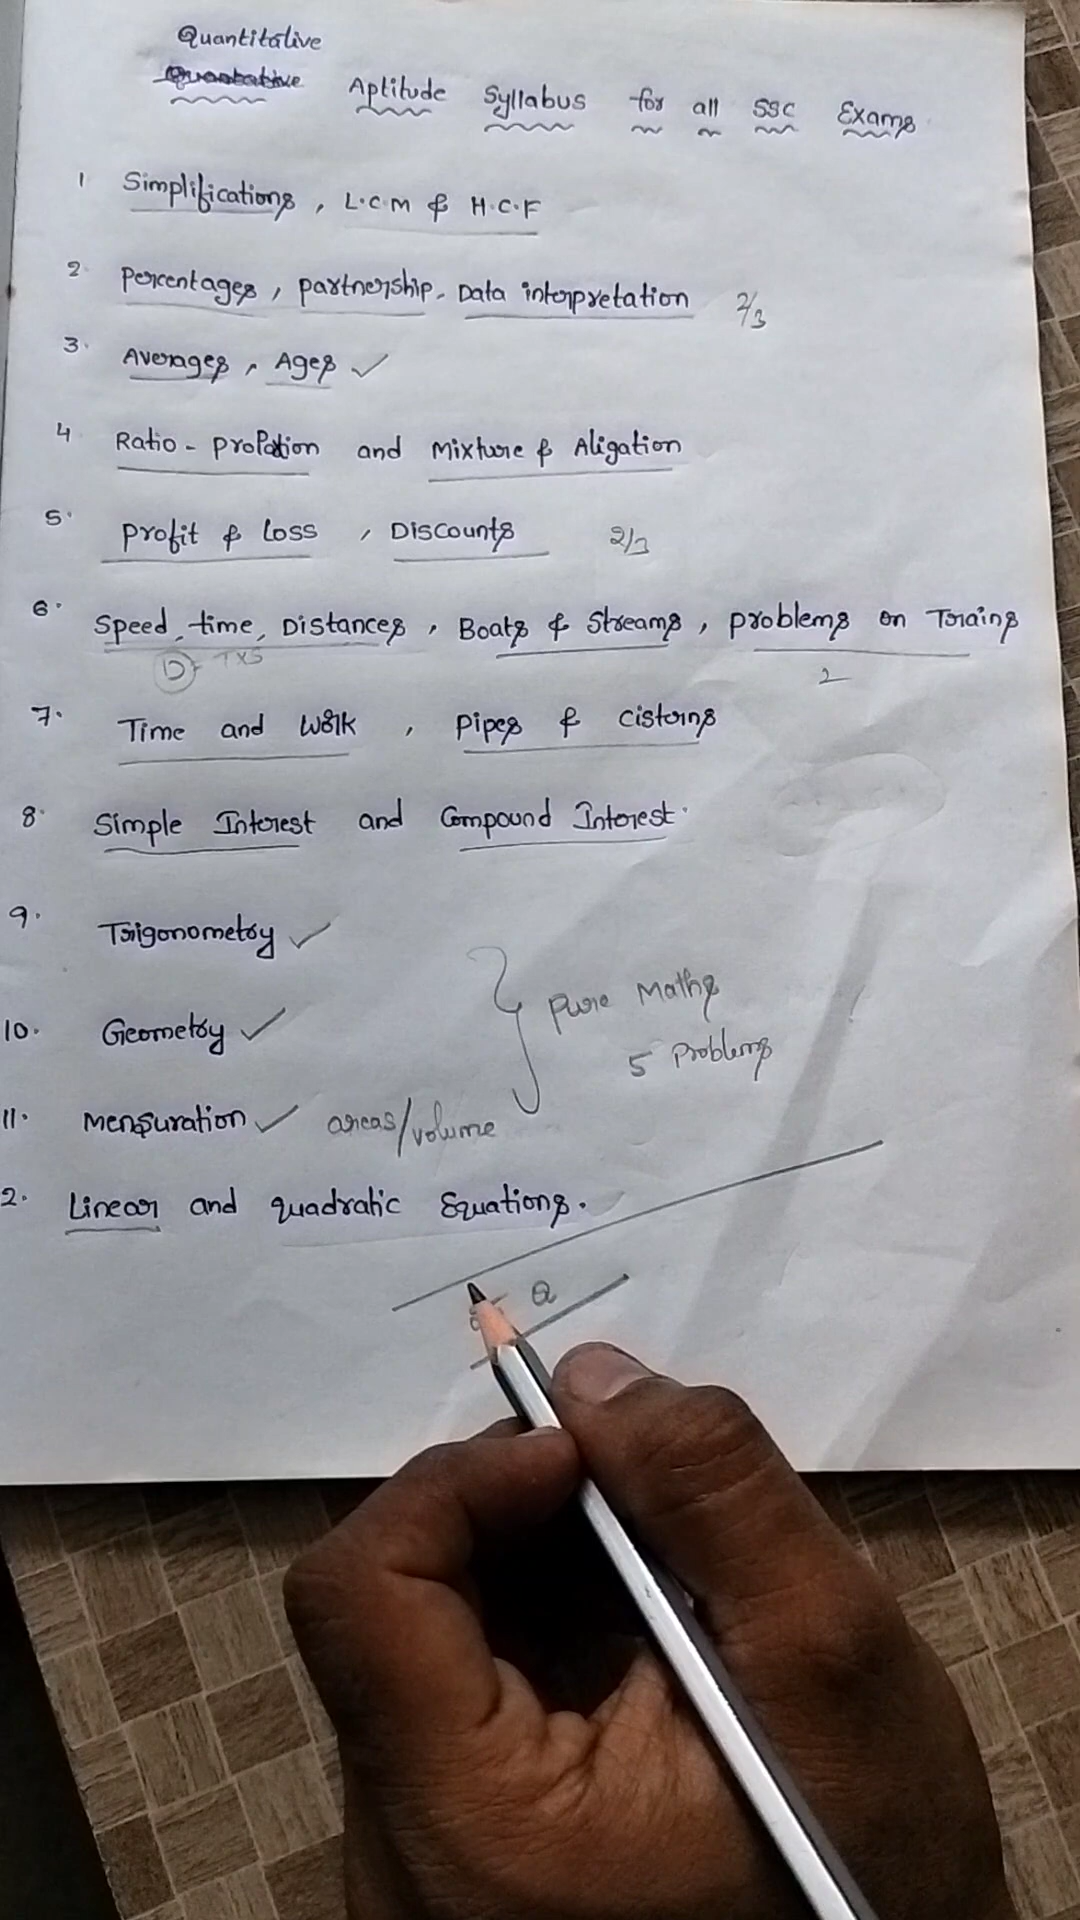 Quantitative
Aptitude Syllabus for all SSC Exams
1 Simplifications, L.C.M & H.C.F
2. Percentages, partnership, Data interpretation 2/3
3. Averages, Ages ✓
4 Ratio - Propotion and Mixture & Aligation
5. Profit & Loss, Discounts 2/3
6. Speed, time, Distances, Boats & Streams, problems on Trains
D = T×S 2
7. Time and Work, Pipes & cisterns
8. Simple Interest and Compound Interest.
9. Trigonometry ✓
10. Geometry ✓
Pure Maths
5 Problems
11. Mensuration ✓ areas/volume
2. Linear and quadratic Equations.
Q